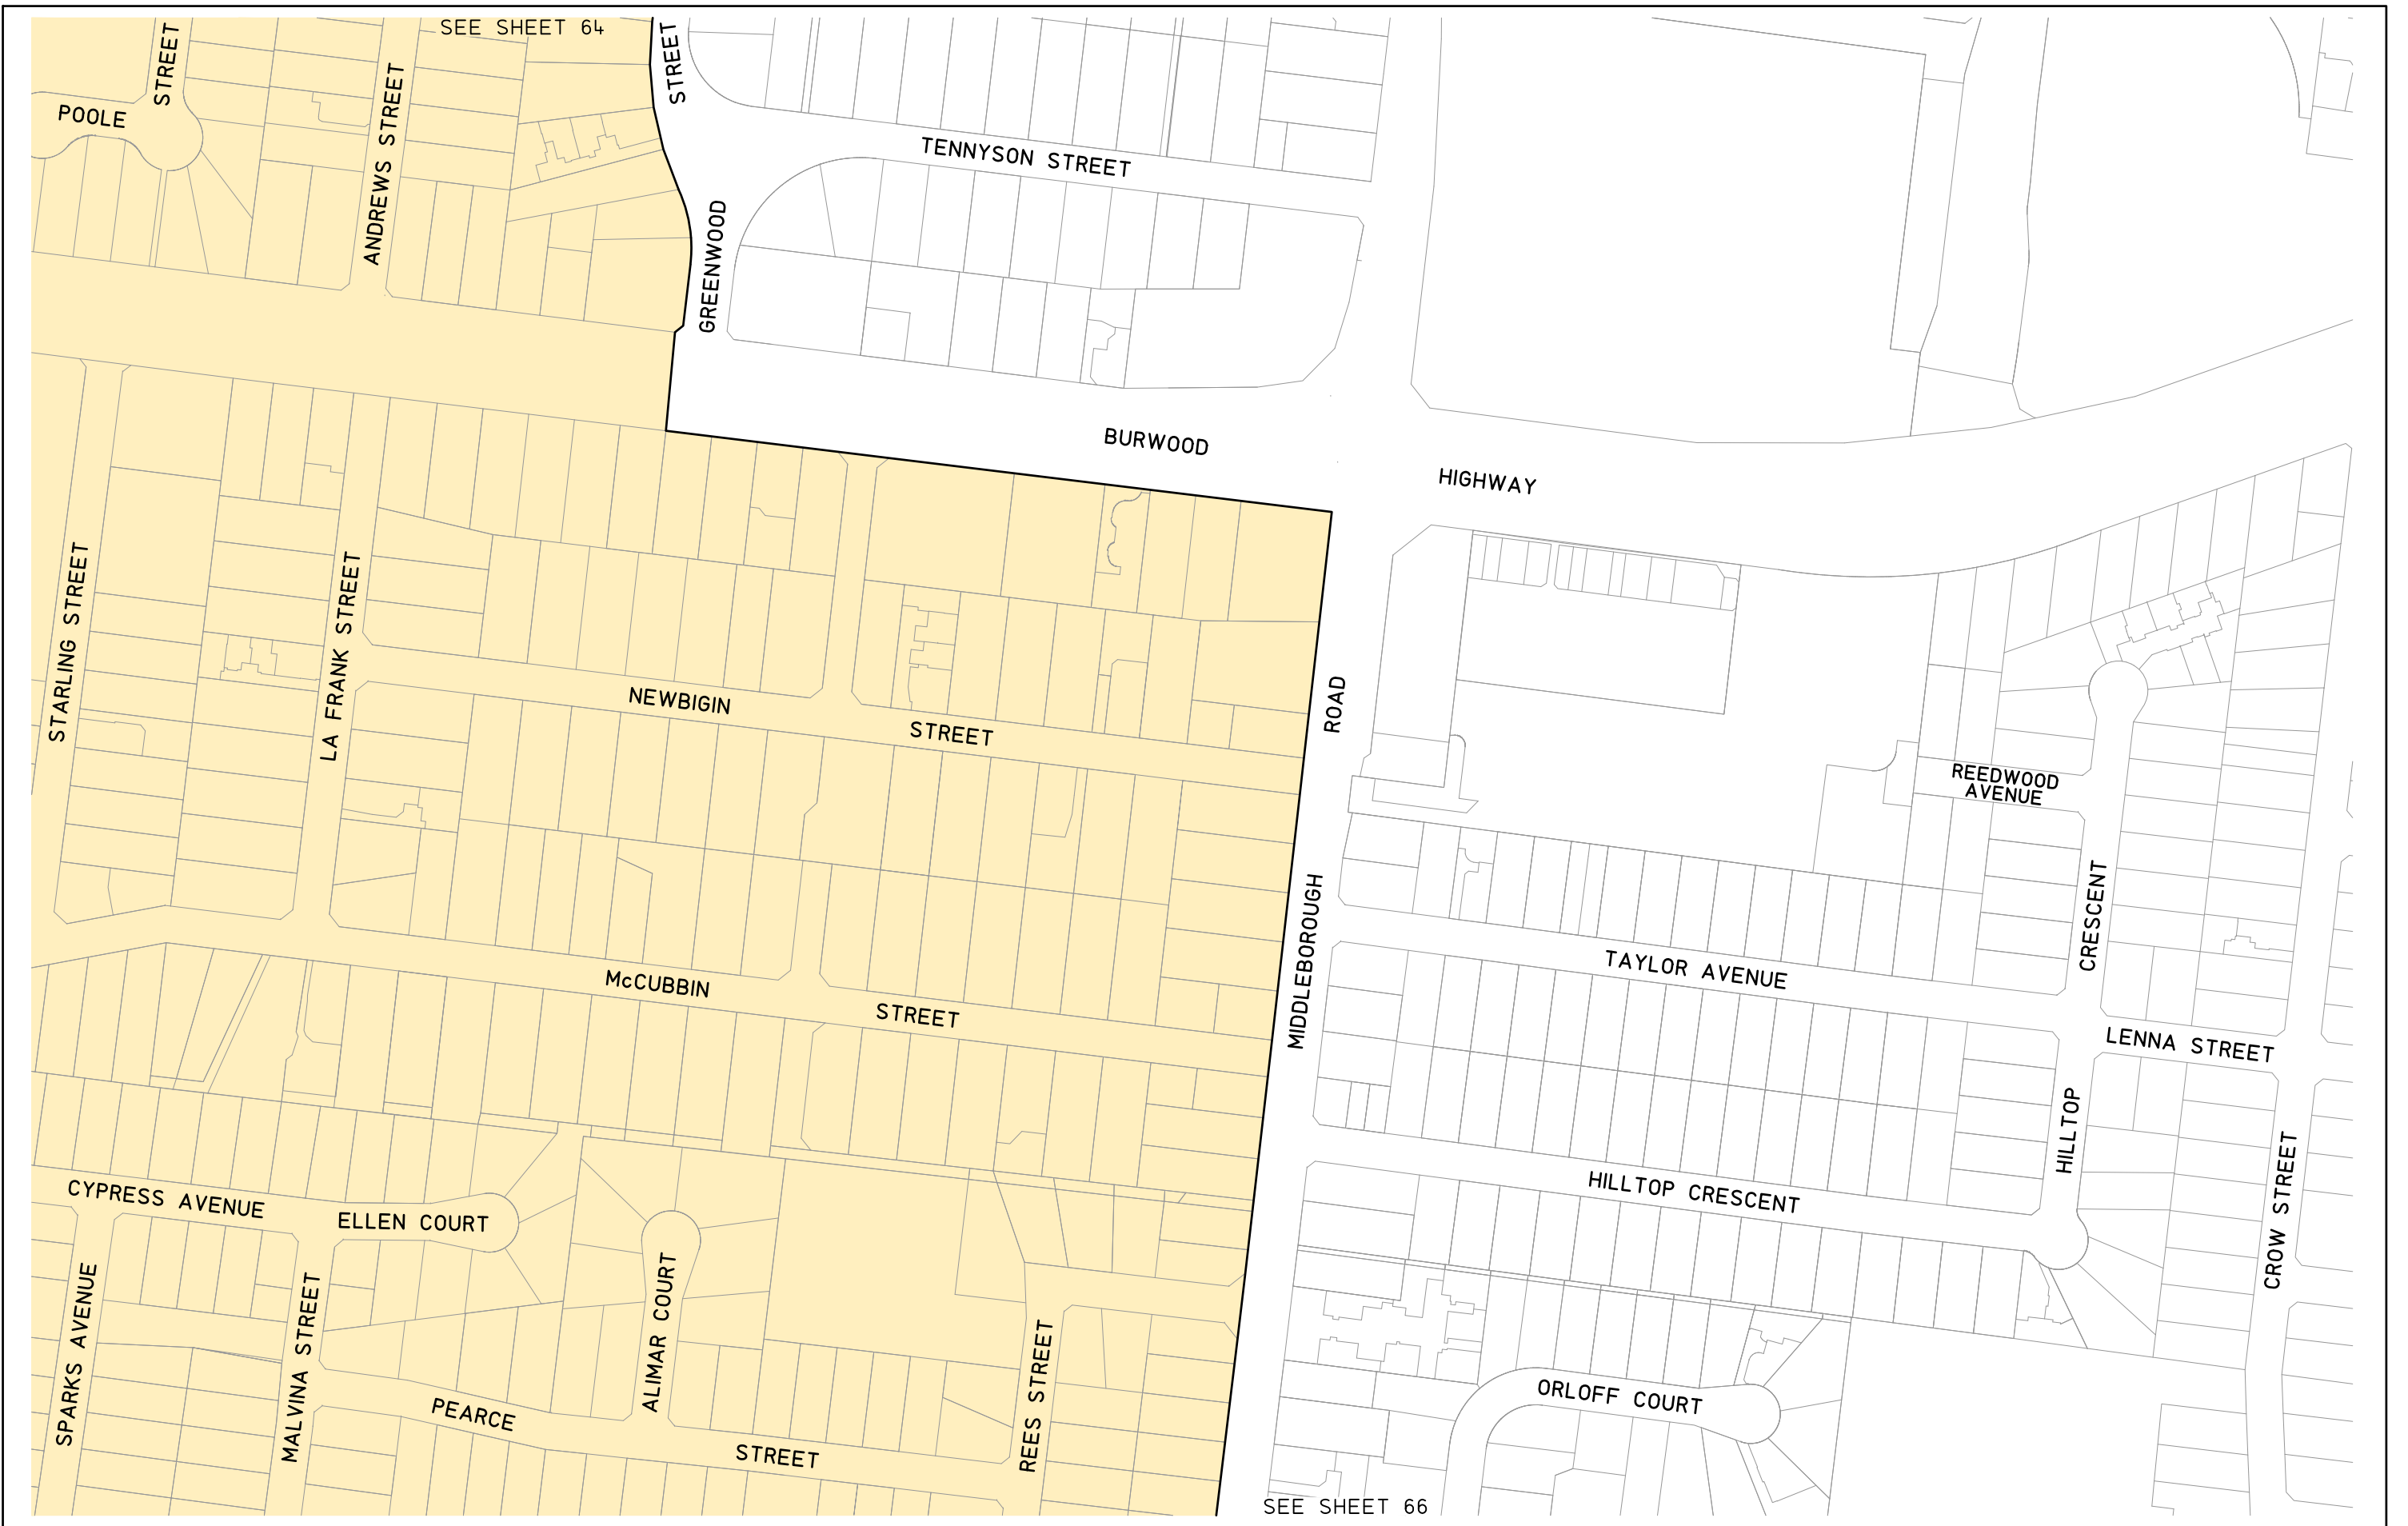 SEE SHEET 64
STREET
STREET
POOLE
ANDREWS STREET
TENNYSON STREET
GREENWOOD
BURWOOD
HIGHWAY
STARLING STREET
LA FRANK STREET
NEWBIGIN
STREET
ROAD
REEDWOOD
AVENUE
MIDDLEBOROUGH
CRESCENT
TAYLOR AVENUE
McCUBBIN
STREET
LENNA STREET
HILLTOP
CYPRESS AVENUE
ELLEN COURT
HILLTOP CRESCENT
CROW STREET
SPARKS AVENUE
MALVINA STREET
ALIMAR COURT
REES STREET
ORLOFF COURT
PEARCE
STREET
SEE SHEET 66